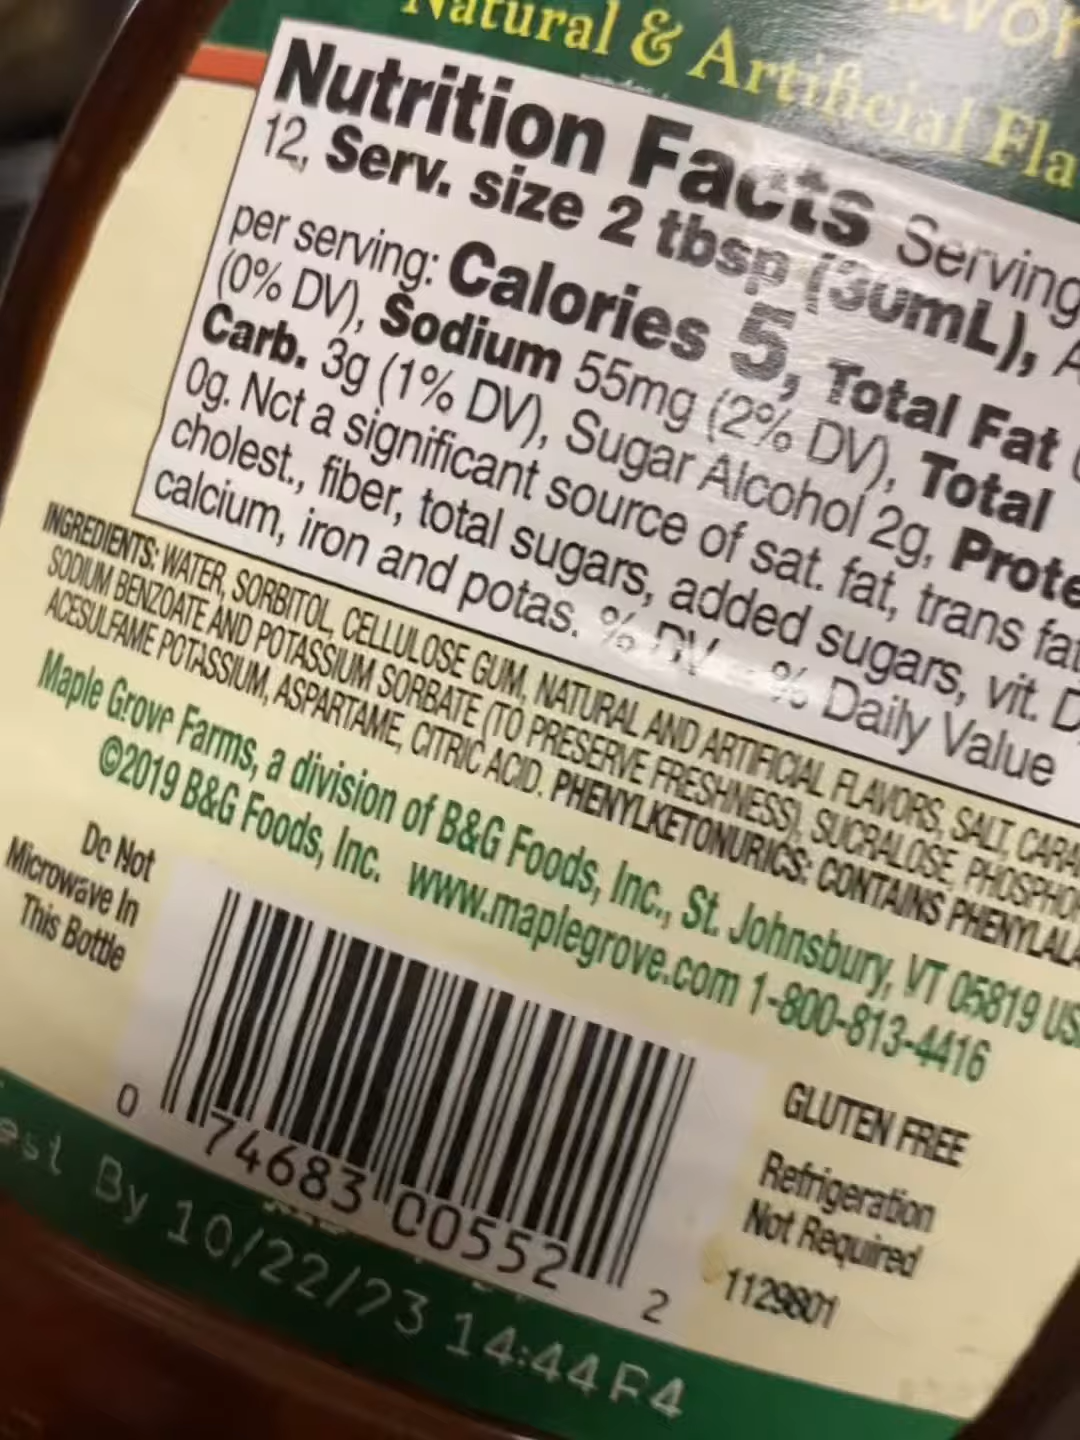 Natural & Artificial Fla
Nutrition Facts Serving
12, Serv. size 2 tbsp (30mL), A
per serving: Calories 5, Total Fat
(0% DV), Sodium 55mg (2% DV), Total
Carb. 3g (1% DV), Sugar Alcohol 2g, Prote
0g. Not a significant source of sat. fat, trans fat
cholest., fiber, total sugars, added sugars, vit. D
calcium, iron and potas. % DV = % Daily Value
INGREDIENTS: WATER, SORBITOL, CELLULOSE GUM, NATURAL AND ARTIFICIAL FLAVORS, SALT, CARA
SODIUM BENZOATE AND POTASSIUM SORBATE (TO PRESERVE FRESHNESS), SUCRALOSE, PHOSPHO
ACESULFAME POTASSIUM, ASPARTAME, CITRIC ACID. PHENYLKETONURICS: CONTAINS PHENYLALA
Maple Grove Farms, a division of B&G Foods, Inc., St. Johnsbury, VT 05819 US
©2019 B&G Foods, Inc. www.maplegrove.com 1-800-813-4416
Do Not
Microwave In
This Bottle
0 74683 00552 2
GLUTEN FREE
Refrigeration
Not Required
1129801
est By 10/22/23 14:44 F4